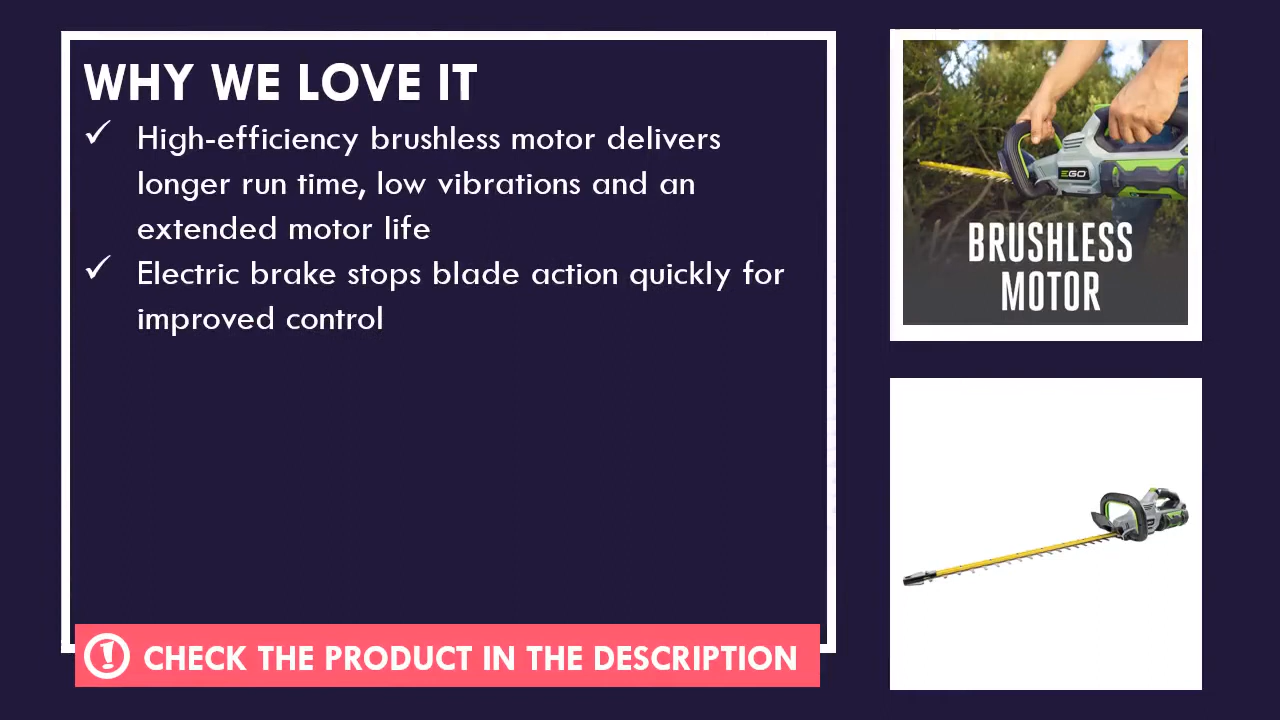 WHY WE LOVE IT
✓ High-efficiency brushless motor delivers
longer run time, low vibrations and an
extended motor life
✓ Electric brake stops blade action quickly for
improved control
CHECK THE PRODUCT IN THE DESCRIPTION
EGO
BRUSHLESS
MOTOR